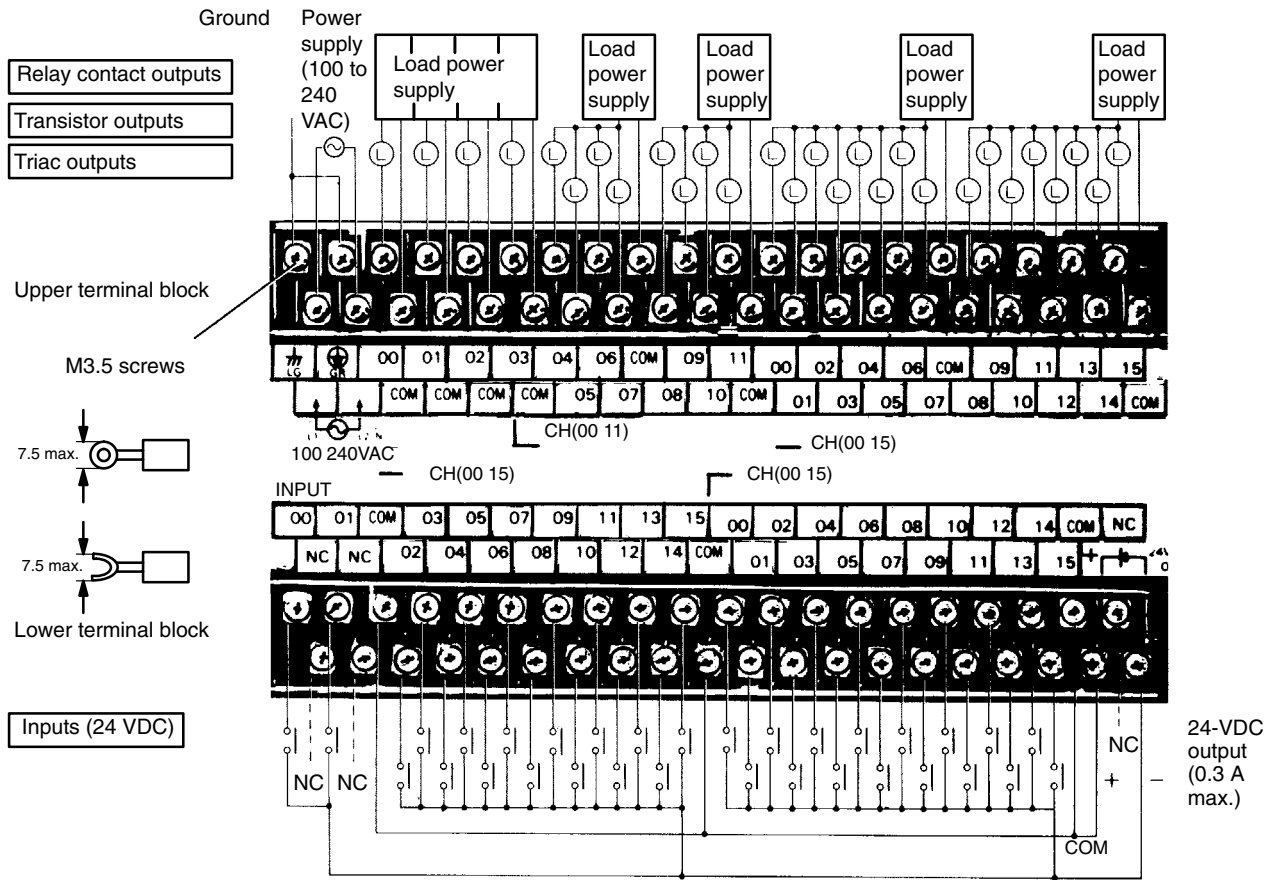 Ground
Power
supply
(100 to
240
VAC)
Load power
supply
Load
power
supply
Load
power
supply
Load
power
supply
Load
power
supply
Relay contact outputs
Transistor outputs
Triac outputs
L L L L L L L L L L L L L L L L L L
L L L L L L L L L L L L L L
Upper terminal block
M3.5 screws
LG GR 00 01 02 03 04 06 COM 09 11 00 02 04 06 COM 09 11 13 15
COM COM COM COM 05 07 08 10 COM 01 03 05 07 08 10 12 14 COM
100 240VAC
CH(00 11)
CH(00 15)
CH(00 15)
CH(00 15)
7.5 max.
INPUT
00 01 COM 03 05 07 09 11 13 15 00 02 04 06 08 10 12 14 COM NC
NC NC 02 04 06 08 10 12 14 COM 01 03 05 07 09 11 13 15 +
7.5 max.
Lower terminal block
Inputs (24 VDC)
NC NC
NC
+ −
24-VDC
output
(0.3 A
max.)
COM